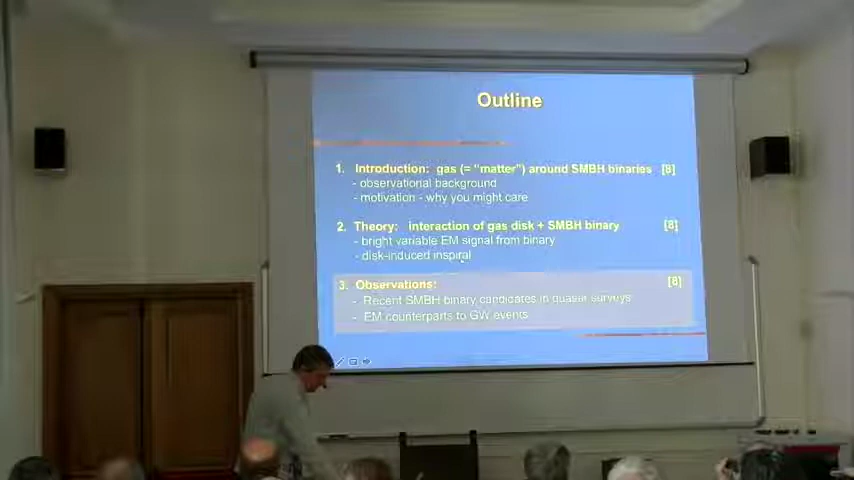 Outline
1. Introduction: gas (= “matter”) around SMBH binaries [8]
- observational background
- motivation - why you might care
2. Theory: interaction of gas disk + SMBH binary [8]
- bright variable EM signal from binary
- disk-induced inspiral
3. Observations: [8]
- Recent SMBH binary candidates in quasar surveys
- EM counterparts to GW events